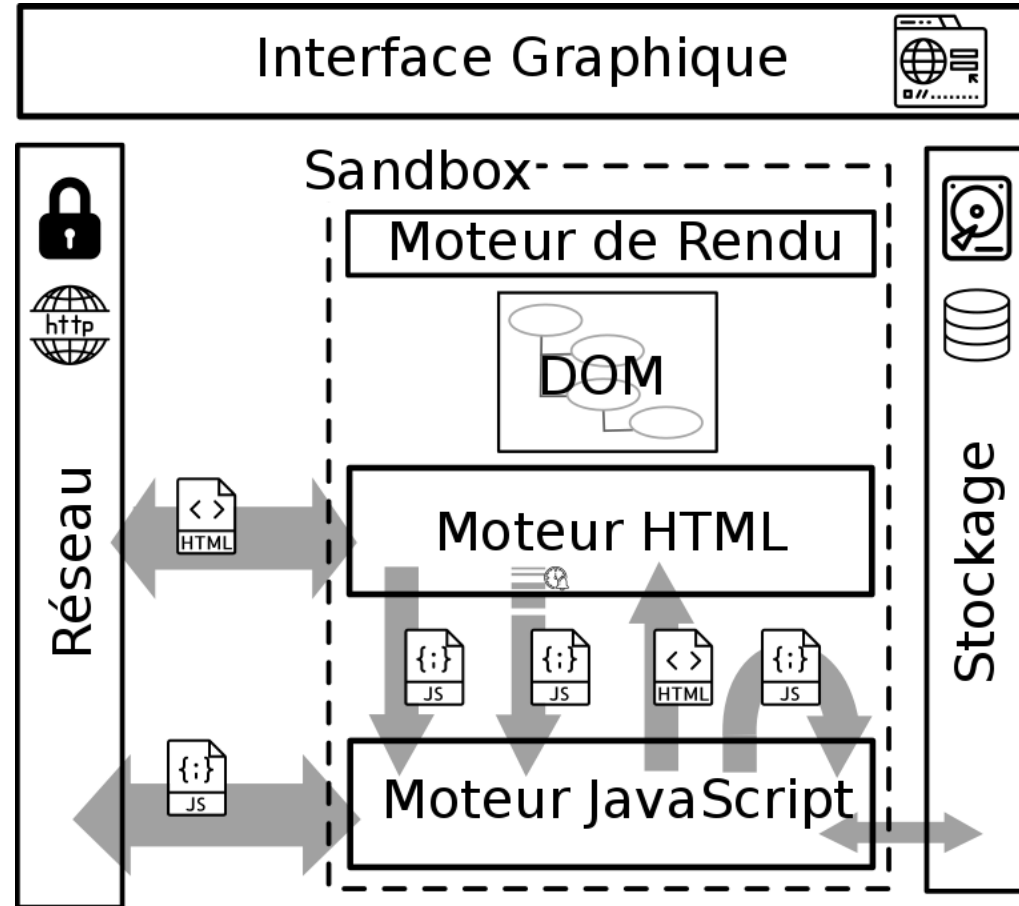 Interface Graphique
Sandbox
Moteur de Rendu
http
DOM
Réseau
Stockage
HTML
Moteur HTML
{;}
JS
{;}
JS
< >
HTML
{;}
JS
{;}
JS
Moteur JavaScript